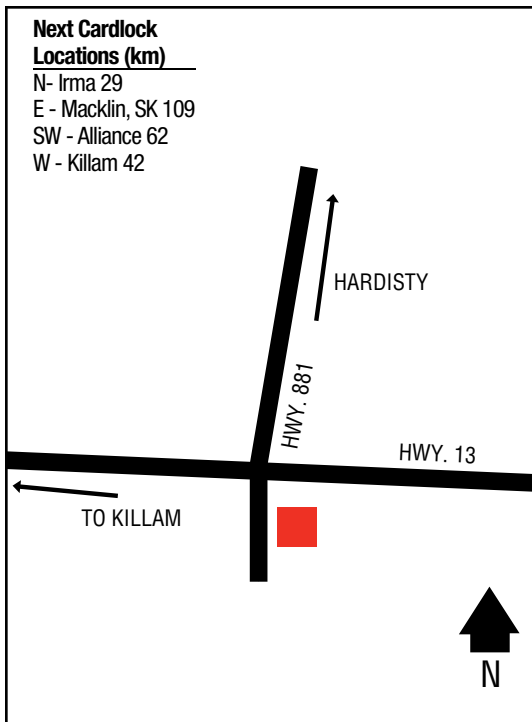 Next Cardlock
Locations (km)
N- Irma 29
E - Macklin, SK 109
SW - Alliance 62
W - Killam 42
HARDISTY
HWY. 881
HWY. 13
TO KILLAM
N